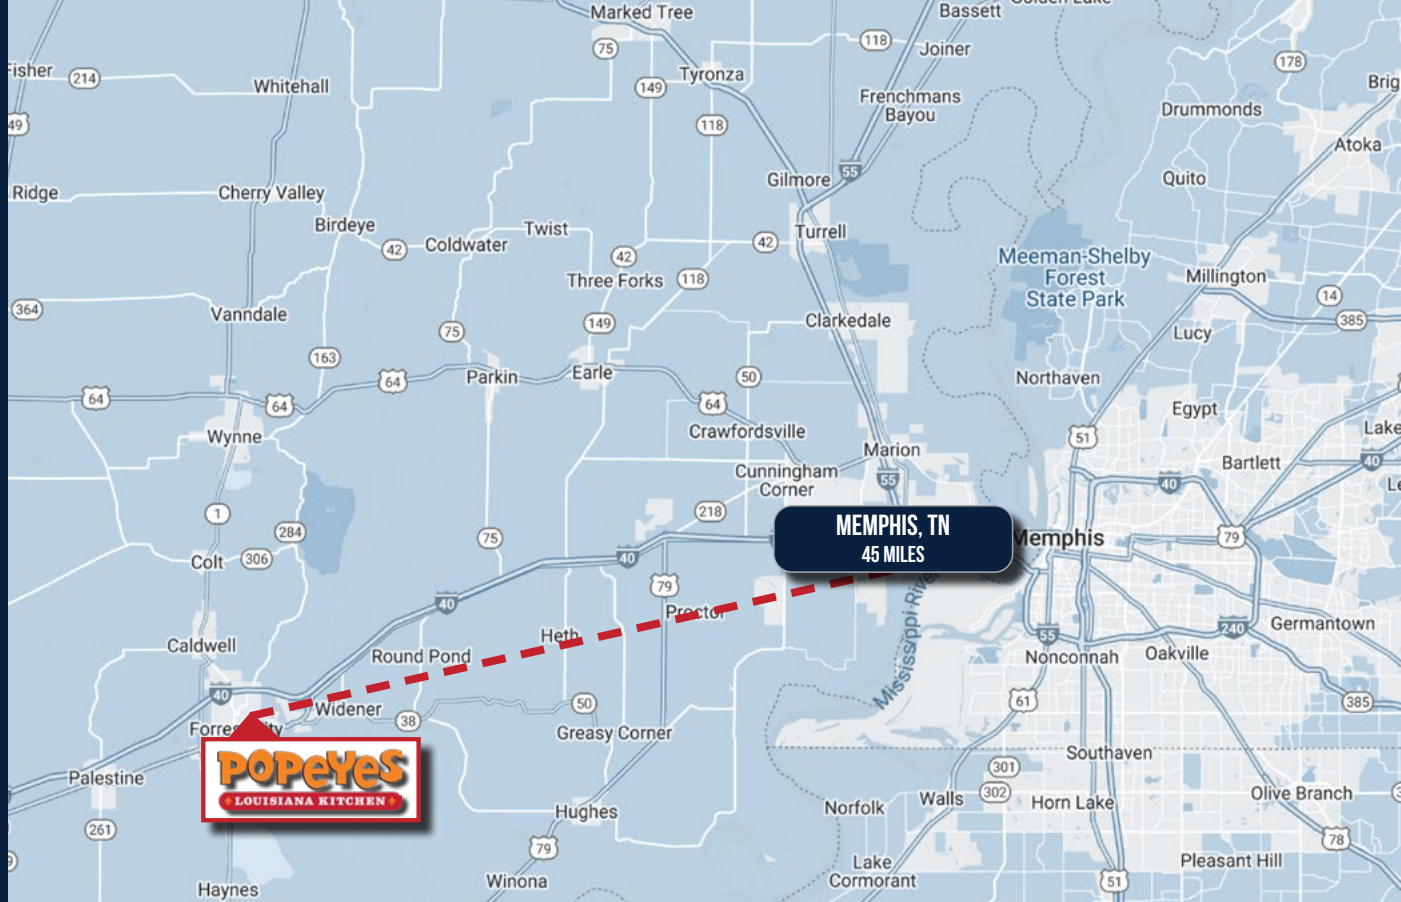 Marked Tree
Bassett
75
118
Joiner
178
Fisher
214
Whitehall
149
Tyronza
Frenchmans
Bayou
Drummonds
Brig
49
118
Atoka
Gilmore
55
Quito
Ridge
Cherry Valley
Birdeye
42
Coldwater
Twist
42
42
Turrell
Meeman-Shelby
Forest
State Park
Three Forks
118
Millington
14
364
Vanndale
75
149
Clarkedale
385
Lucy
163
64
64
64
Parkin
Earle
50
64
Northaven
Egypt
Wynne
Crawfordsville
51
Lake
Marion
Bartlett
40
Cunningham
Corner
55
40
1
284
218
75
MEMPHIS, TN
45 MILES
Memphis
79
Colt
306
40
79
40
Proctor
Mississippi River
Caldwell
Heth
Round Pond
55
240
Germantown
Nonconnah
Oakville
40
Widener
38
50
61
385
Forrest City
Greasy Corner
POPEYES
LOUISIANA KITCHEN
Palestine
Southaven
301
302
Walls
Horn Lake
Olive Branch
Norfolk
261
Hughes
79
78
Lake
Cormorant
Pleasant Hill
Haynes
Winona
51